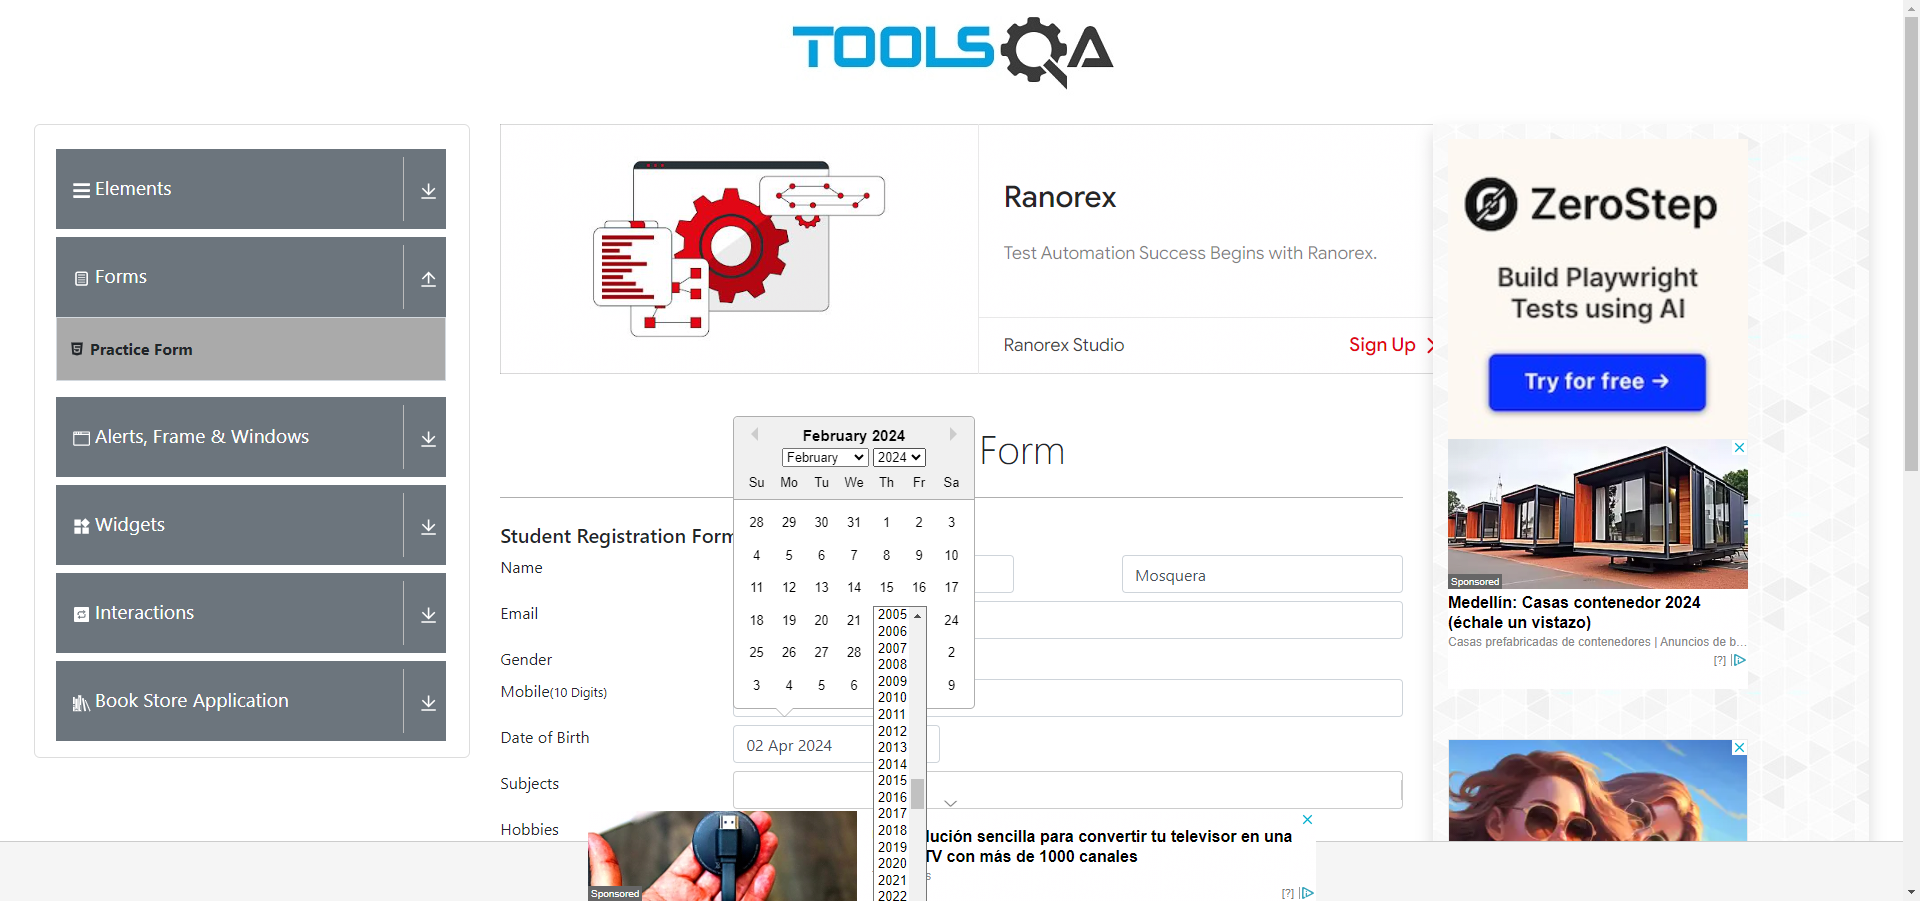 TOOLSQA
Elements
Forms
Practice Form
Alerts, Frame & Windows
Widgets
Interactions
Book Store Application
Ranorex
Test Automation Success Begins with Ranorex.
Ranorex Studio
Sign Up
Form
Student Registration Form
Name
Mosquera
Email
Gender
Mobile(10 Digits)
Date of Birth
02 Apr 2024
Subjects
Hobbies
February 2024
February 2024
Su Mo Tu We Th Fr Sa
28 29 30 31 1 2 3
4 5 6 7 8 9 10
11 12 13 14 15 16 17
18 19 20 21 24
25 26 27 28 2
3 4 5 6 9
2005
2006
2007
2008
2009
2010
2011
2012
2013
2014
2015
2016
2017
2018
2019
2020
2021
2022
Sponsored
lución sencilla para convertir tu televisor en una
TV con más de 1000 canales
s
[?]
ZeroStep
Build Playwright
Tests using AI
Try for free →
Sponsored
Medellín: Casas contenedor 2024
(échale un vistazo)
Casas prefabricadas de contenedores | Anuncios de b...
[?]